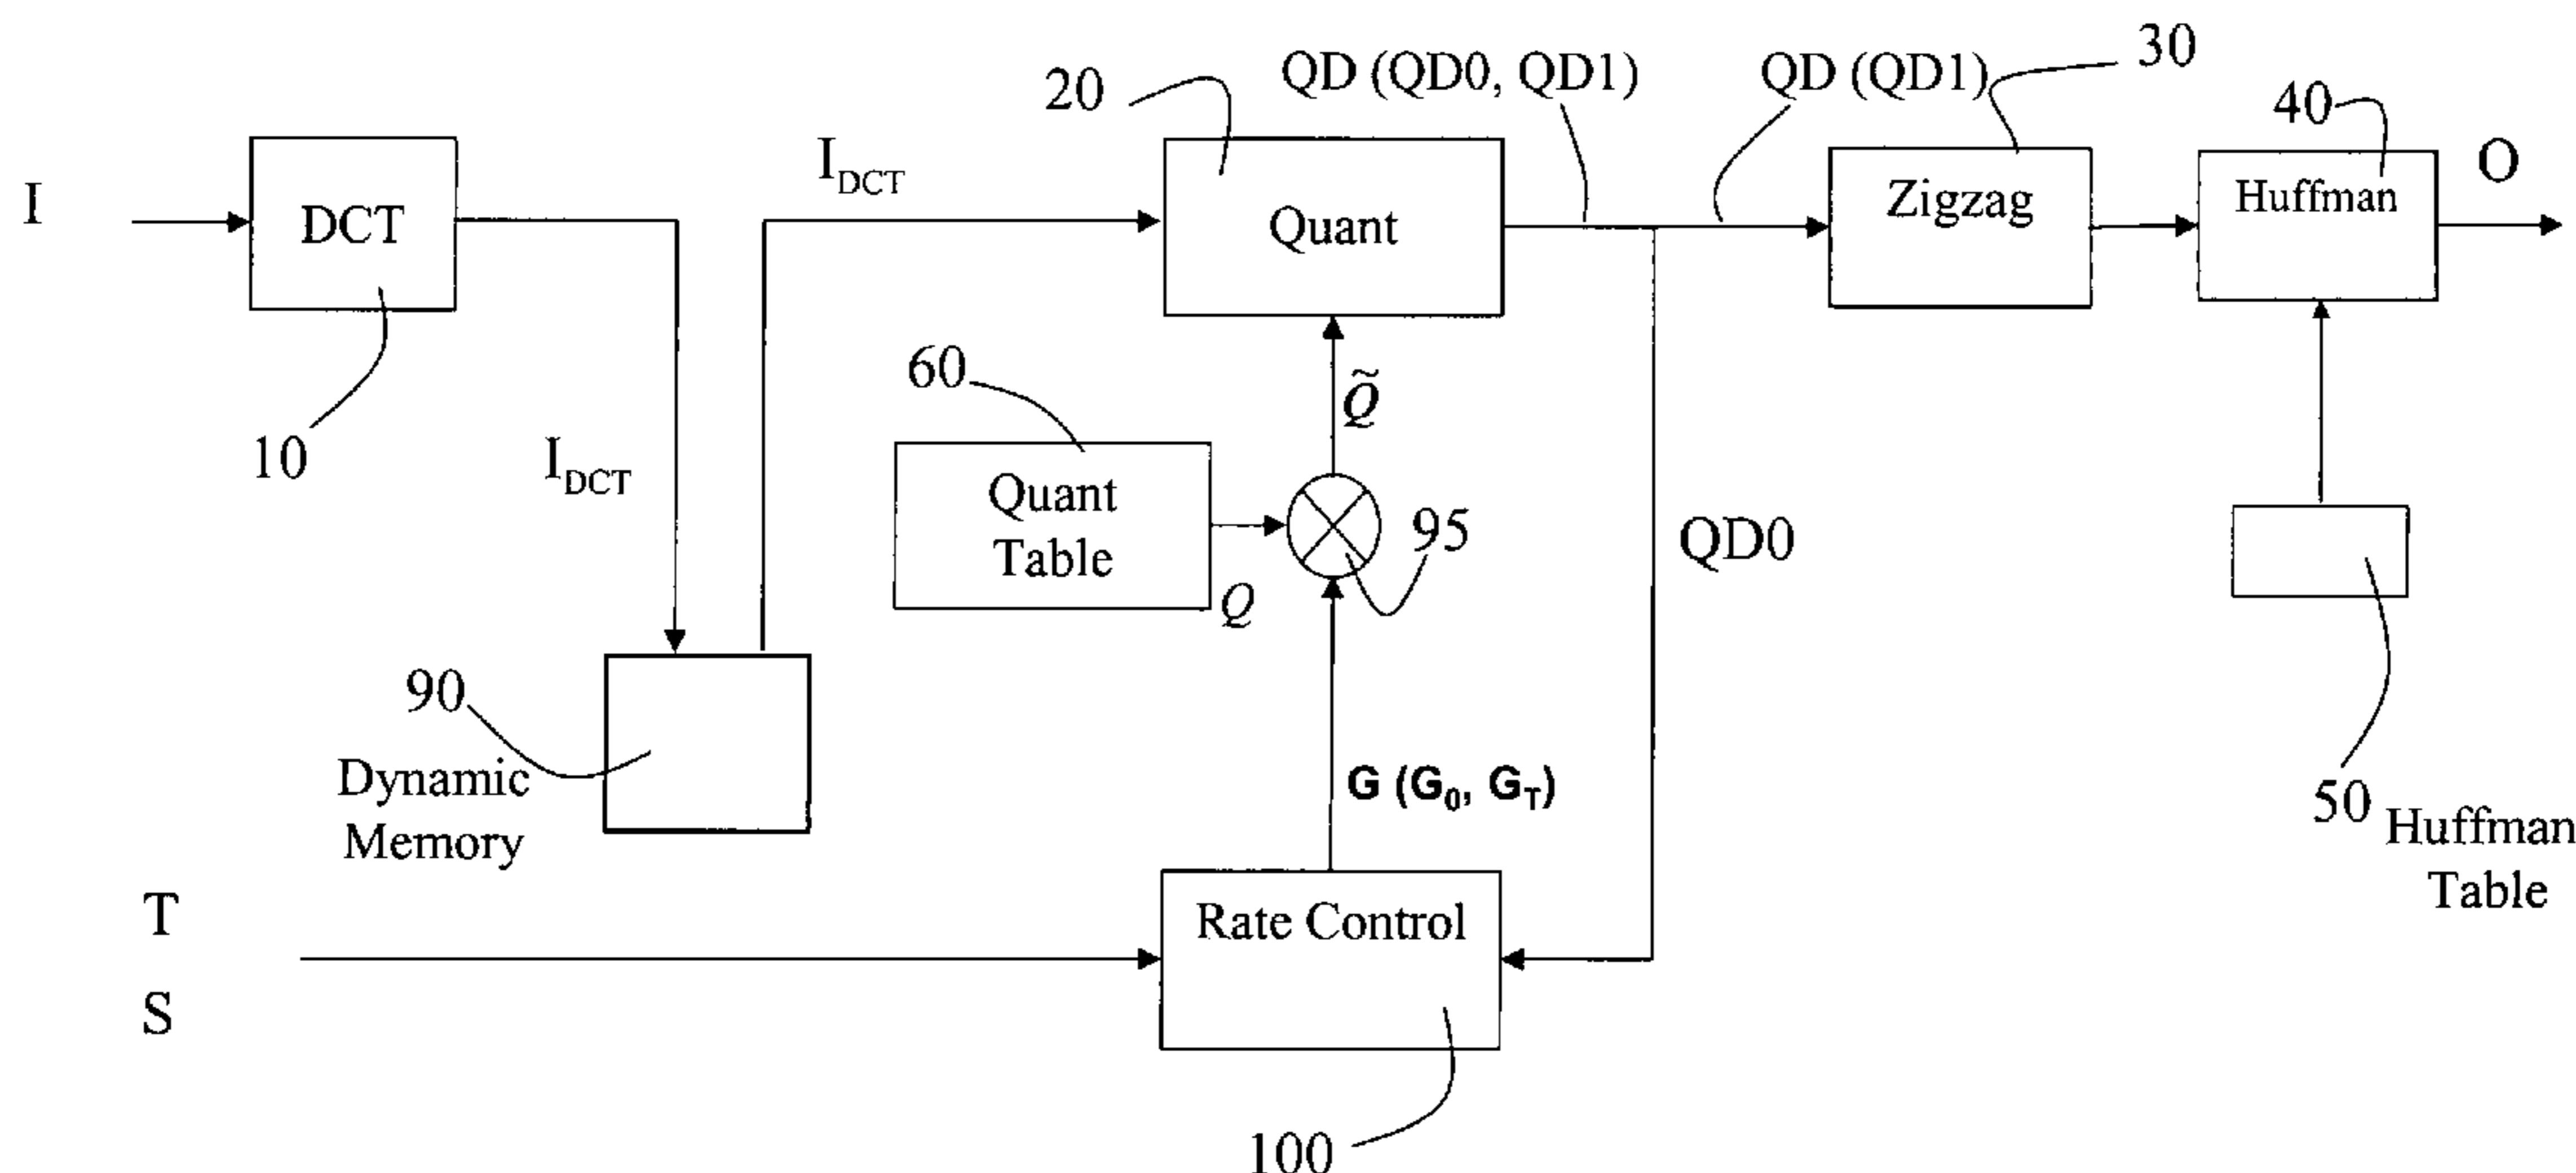 I
DCT
10
I_DCT
I_DCT
20
Quant
QD (QD0, QD1)
QD (QD1)
30
Zigzag
40
Huffman
O
60
Quant
Table
Q
Q̃
95
QD0
90
Dynamic
Memory
G (G₀, G_T)
50
Huffman
Table
T
S
Rate Control
100